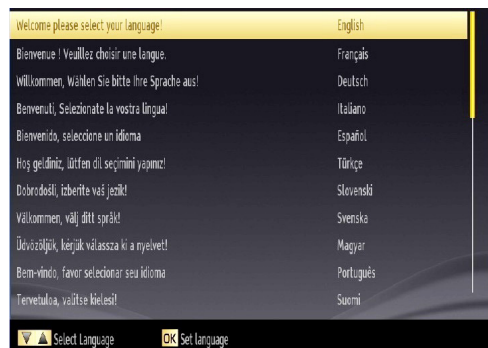 Welcome please select your language! English
Bienvenue ! Veuillez choisir une langue. Français
Willkommen, Wählen Sie bitte Ihre Sprache aus! Deutsch
Benvenuti, Selezionate la vostra lingua! Italiano
Bienvenido, seleccione un idioma Español
Hoş geldiniz, lütfen dil seçimini yapınız! Türkçe
Dobrodošli, izberite vaš jezik! Slovenski
Välkommen, välj ditt språk! Svenska
Üdvözöljük, kérjük válassza ki a nyelvet! Magyar
Bem-vindo, favor selecionar seu idioma Português
Tervetuloa, valitse kielesi! Suomi
Select Language OK Set language